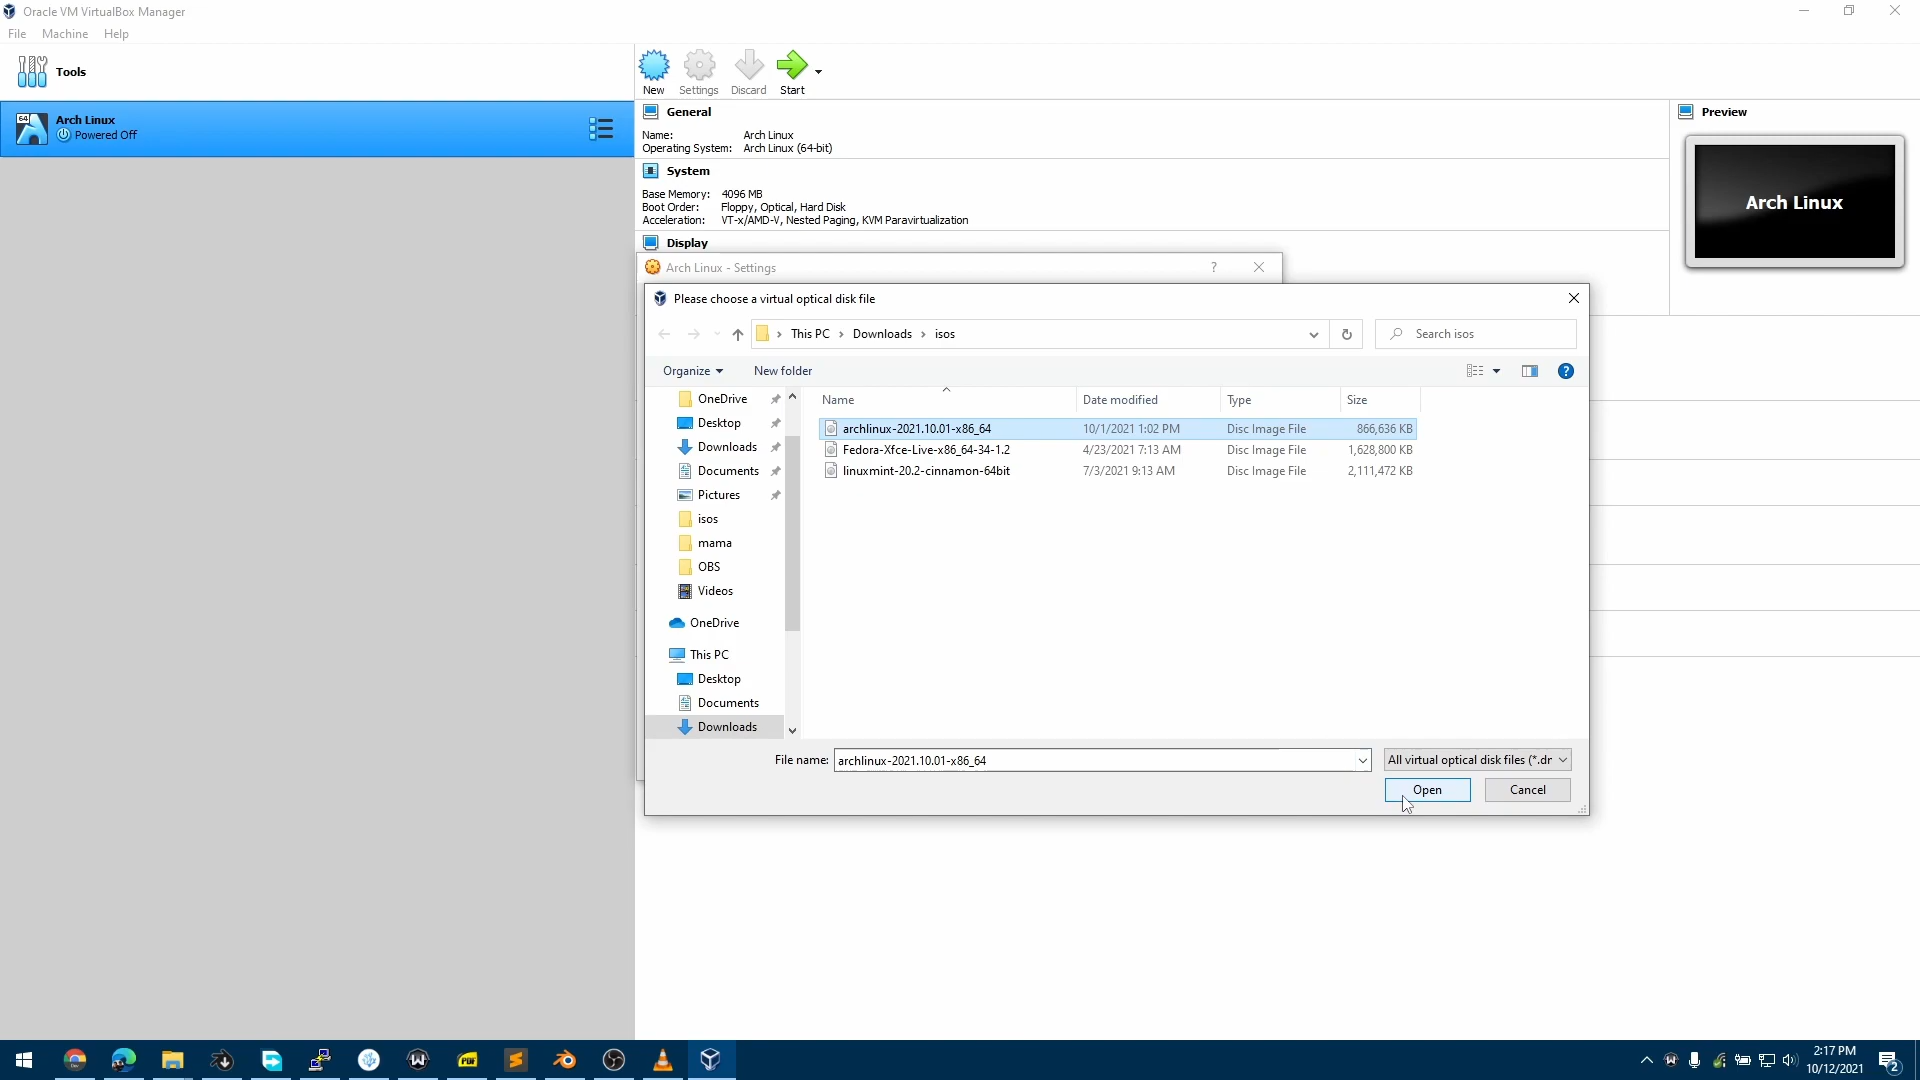 Oracle VM VirtualBox Manager
File Machine Help
Tools
New Settings Discard Start
64 Arch Linux
Powered Off
General
Name: Arch Linux
Operating System: Arch Linux (64-bit)
System
Base Memory: 4096 MB
Boot Order: Floppy, Optical, Hard Disk
Acceleration: VT-x/AMD-V, Nested Paging, KVM Paravirtualization
Display
Preview
Arch Linux
Arch Linux - Settings
Please choose a virtual optical disk file
This PC › Downloads › isos
Search isos
Organize New folder
OneDrive
Desktop
Downloads
Documents
Pictures
isos
mama
OBS
Videos
OneDrive
This PC
Desktop
Documents
Downloads
Name Date modified Type Size
archlinux-2021.10.01-x86_64 10/1/2021 1:02 PM Disc Image File 866,636 KB
Fedora-Xfce-Live-x86_64-34-1.2 4/23/2021 7:13 AM Disc Image File 1,628,800 KB
linuxmint-20.2-cinnamon-64bit 7/3/2021 9:13 AM Disc Image File 2,111,472 KB
File name: archlinux-2021.10.01-x86_64 All virtual optical disk files (*.dr
Open Cancel
Dev
PDF
2:17 PM
10/12/2021
2